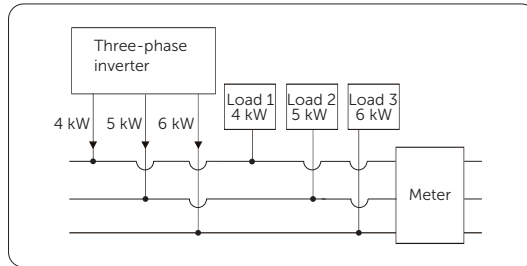 Three-phase
inverter
4 kW
5 kW
6 kW
Load 1
4 kW
Load 2
5 kW
Load 3
6 kW
Meter